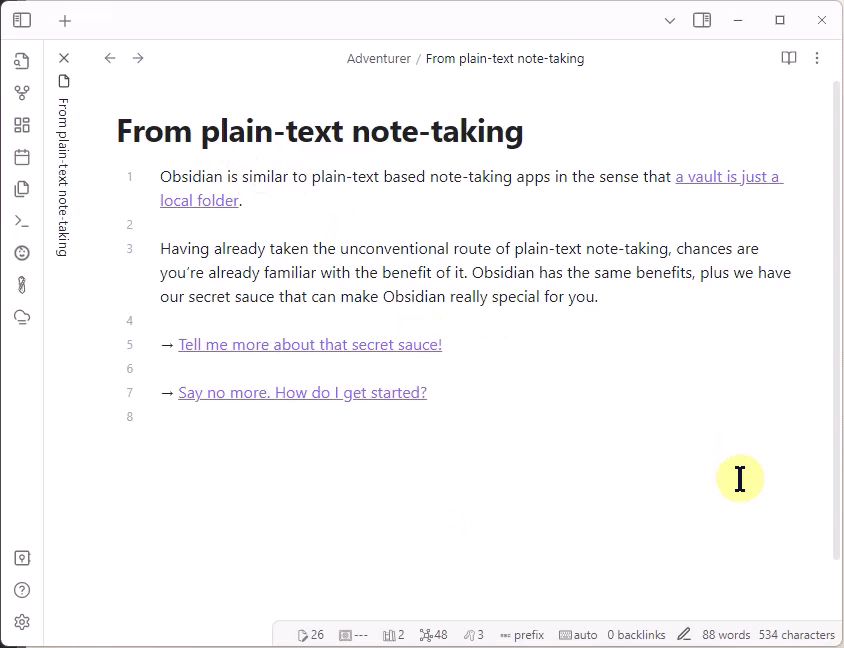 Adventurer / From plain-text note-taking
From plain-text note-taking
From plain-text note-taking
1 Obsidian is similar to plain-text based note-taking apps in the sense that a vault is just a
local folder.
2
3 Having already taken the unconventional route of plain-text note-taking, chances are
you’re already familiar with the benefit of it. Obsidian has the same benefits, plus we have
our secret sauce that can make Obsidian really special for you.
4
5 → Tell me more about that secret sauce!
6
7 → Say no more. How do I get started?
8
26 --- 2 48 3 prefix auto 0 backlinks 88 words 534 characters